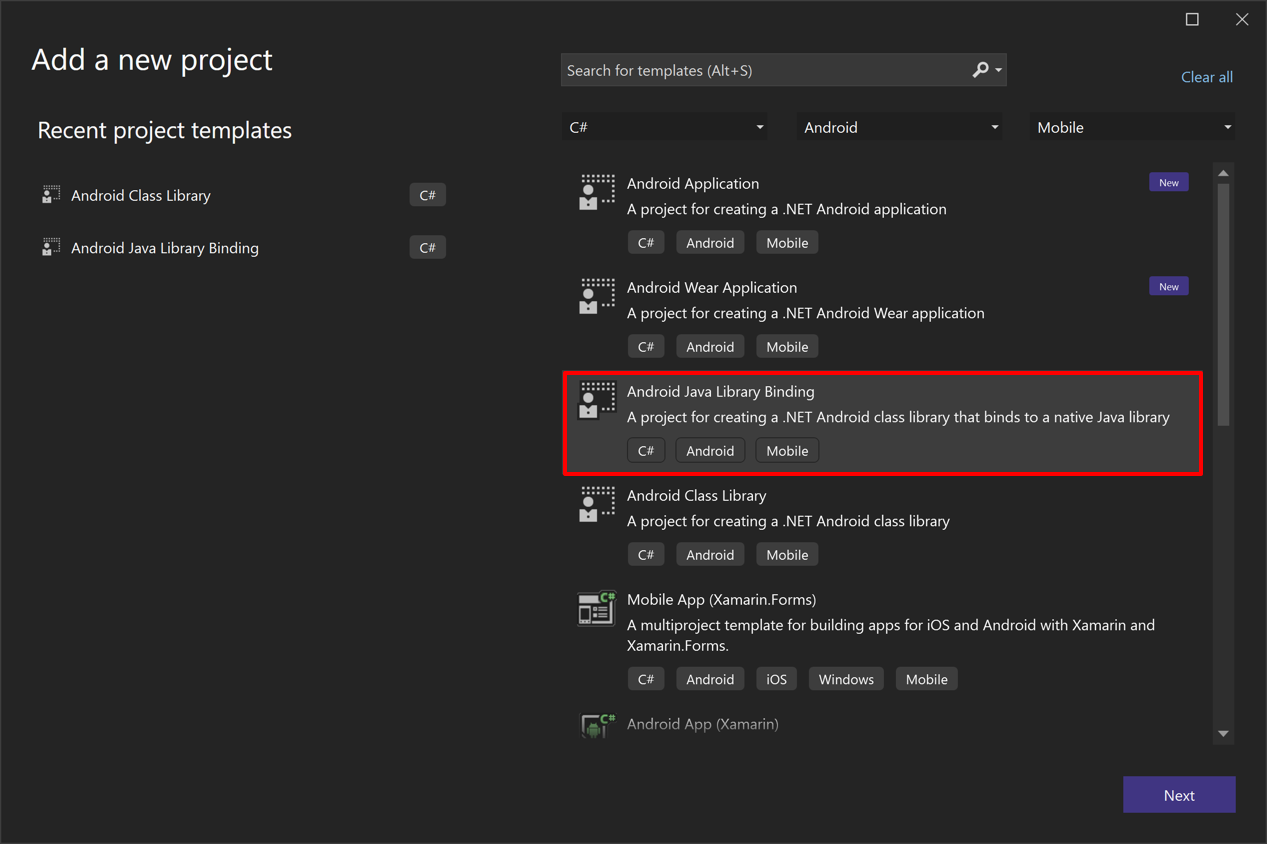 Add a new project
Search for templates (Alt+S)
Clear all
Recent project templates
C#
Android
Mobile
Android Class Library
C#
Android Java Library Binding
C#
Android Application
New
A project for creating a .NET Android application
C# Android Mobile
Android Wear Application
New
A project for creating a .NET Android Wear application
C# Android Mobile
Android Java Library Binding
A project for creating a .NET Android class library that binds to a native Java library
C# Android Mobile
Android Class Library
A project for creating a .NET Android class library
C# Android Mobile
Mobile App (Xamarin.Forms)
A multiproject template for building apps for iOS and Android with Xamarin and
Xamarin.Forms.
C# Android iOS Windows Mobile
Android App (Xamarin)
Next